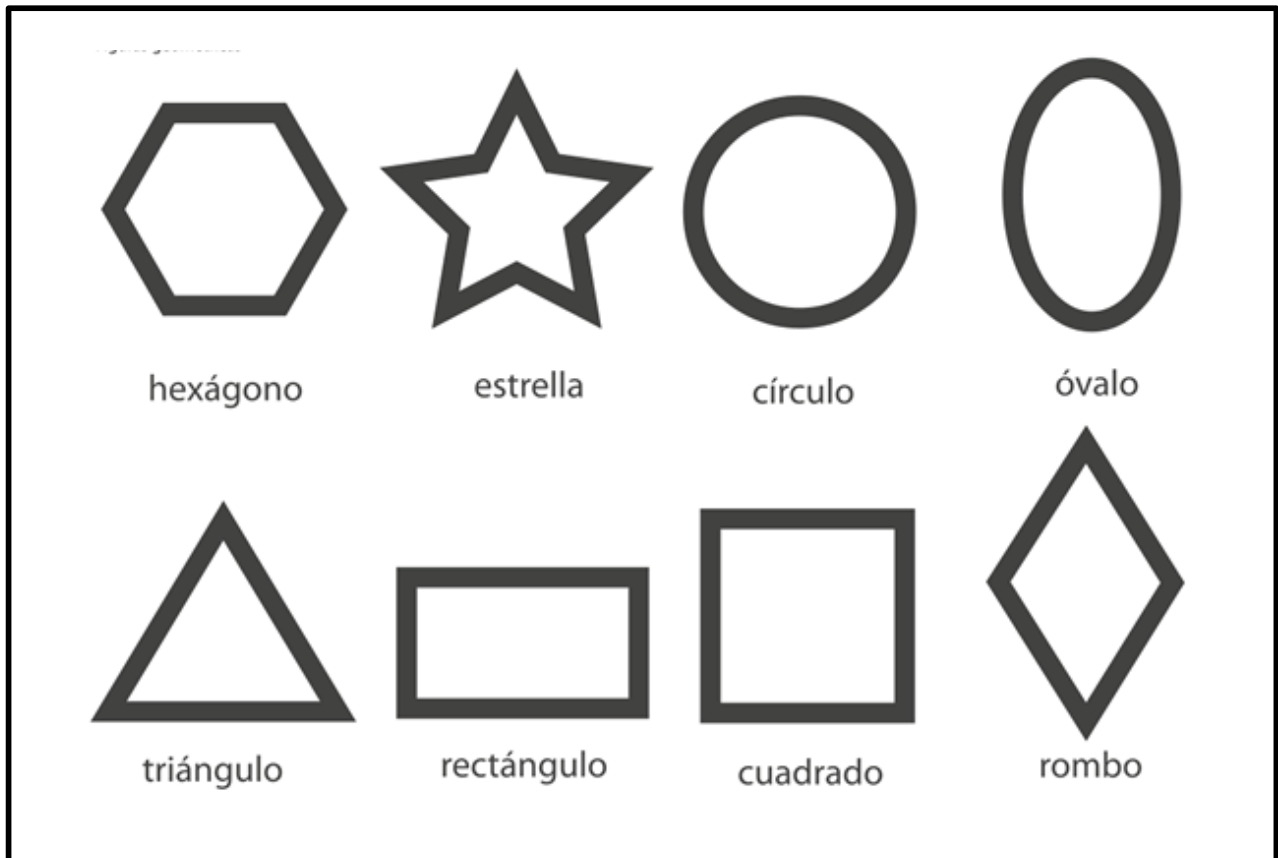 hexágono
estrella
círculo
óvalo
triángulo
rectángulo
cuadrado
rombo